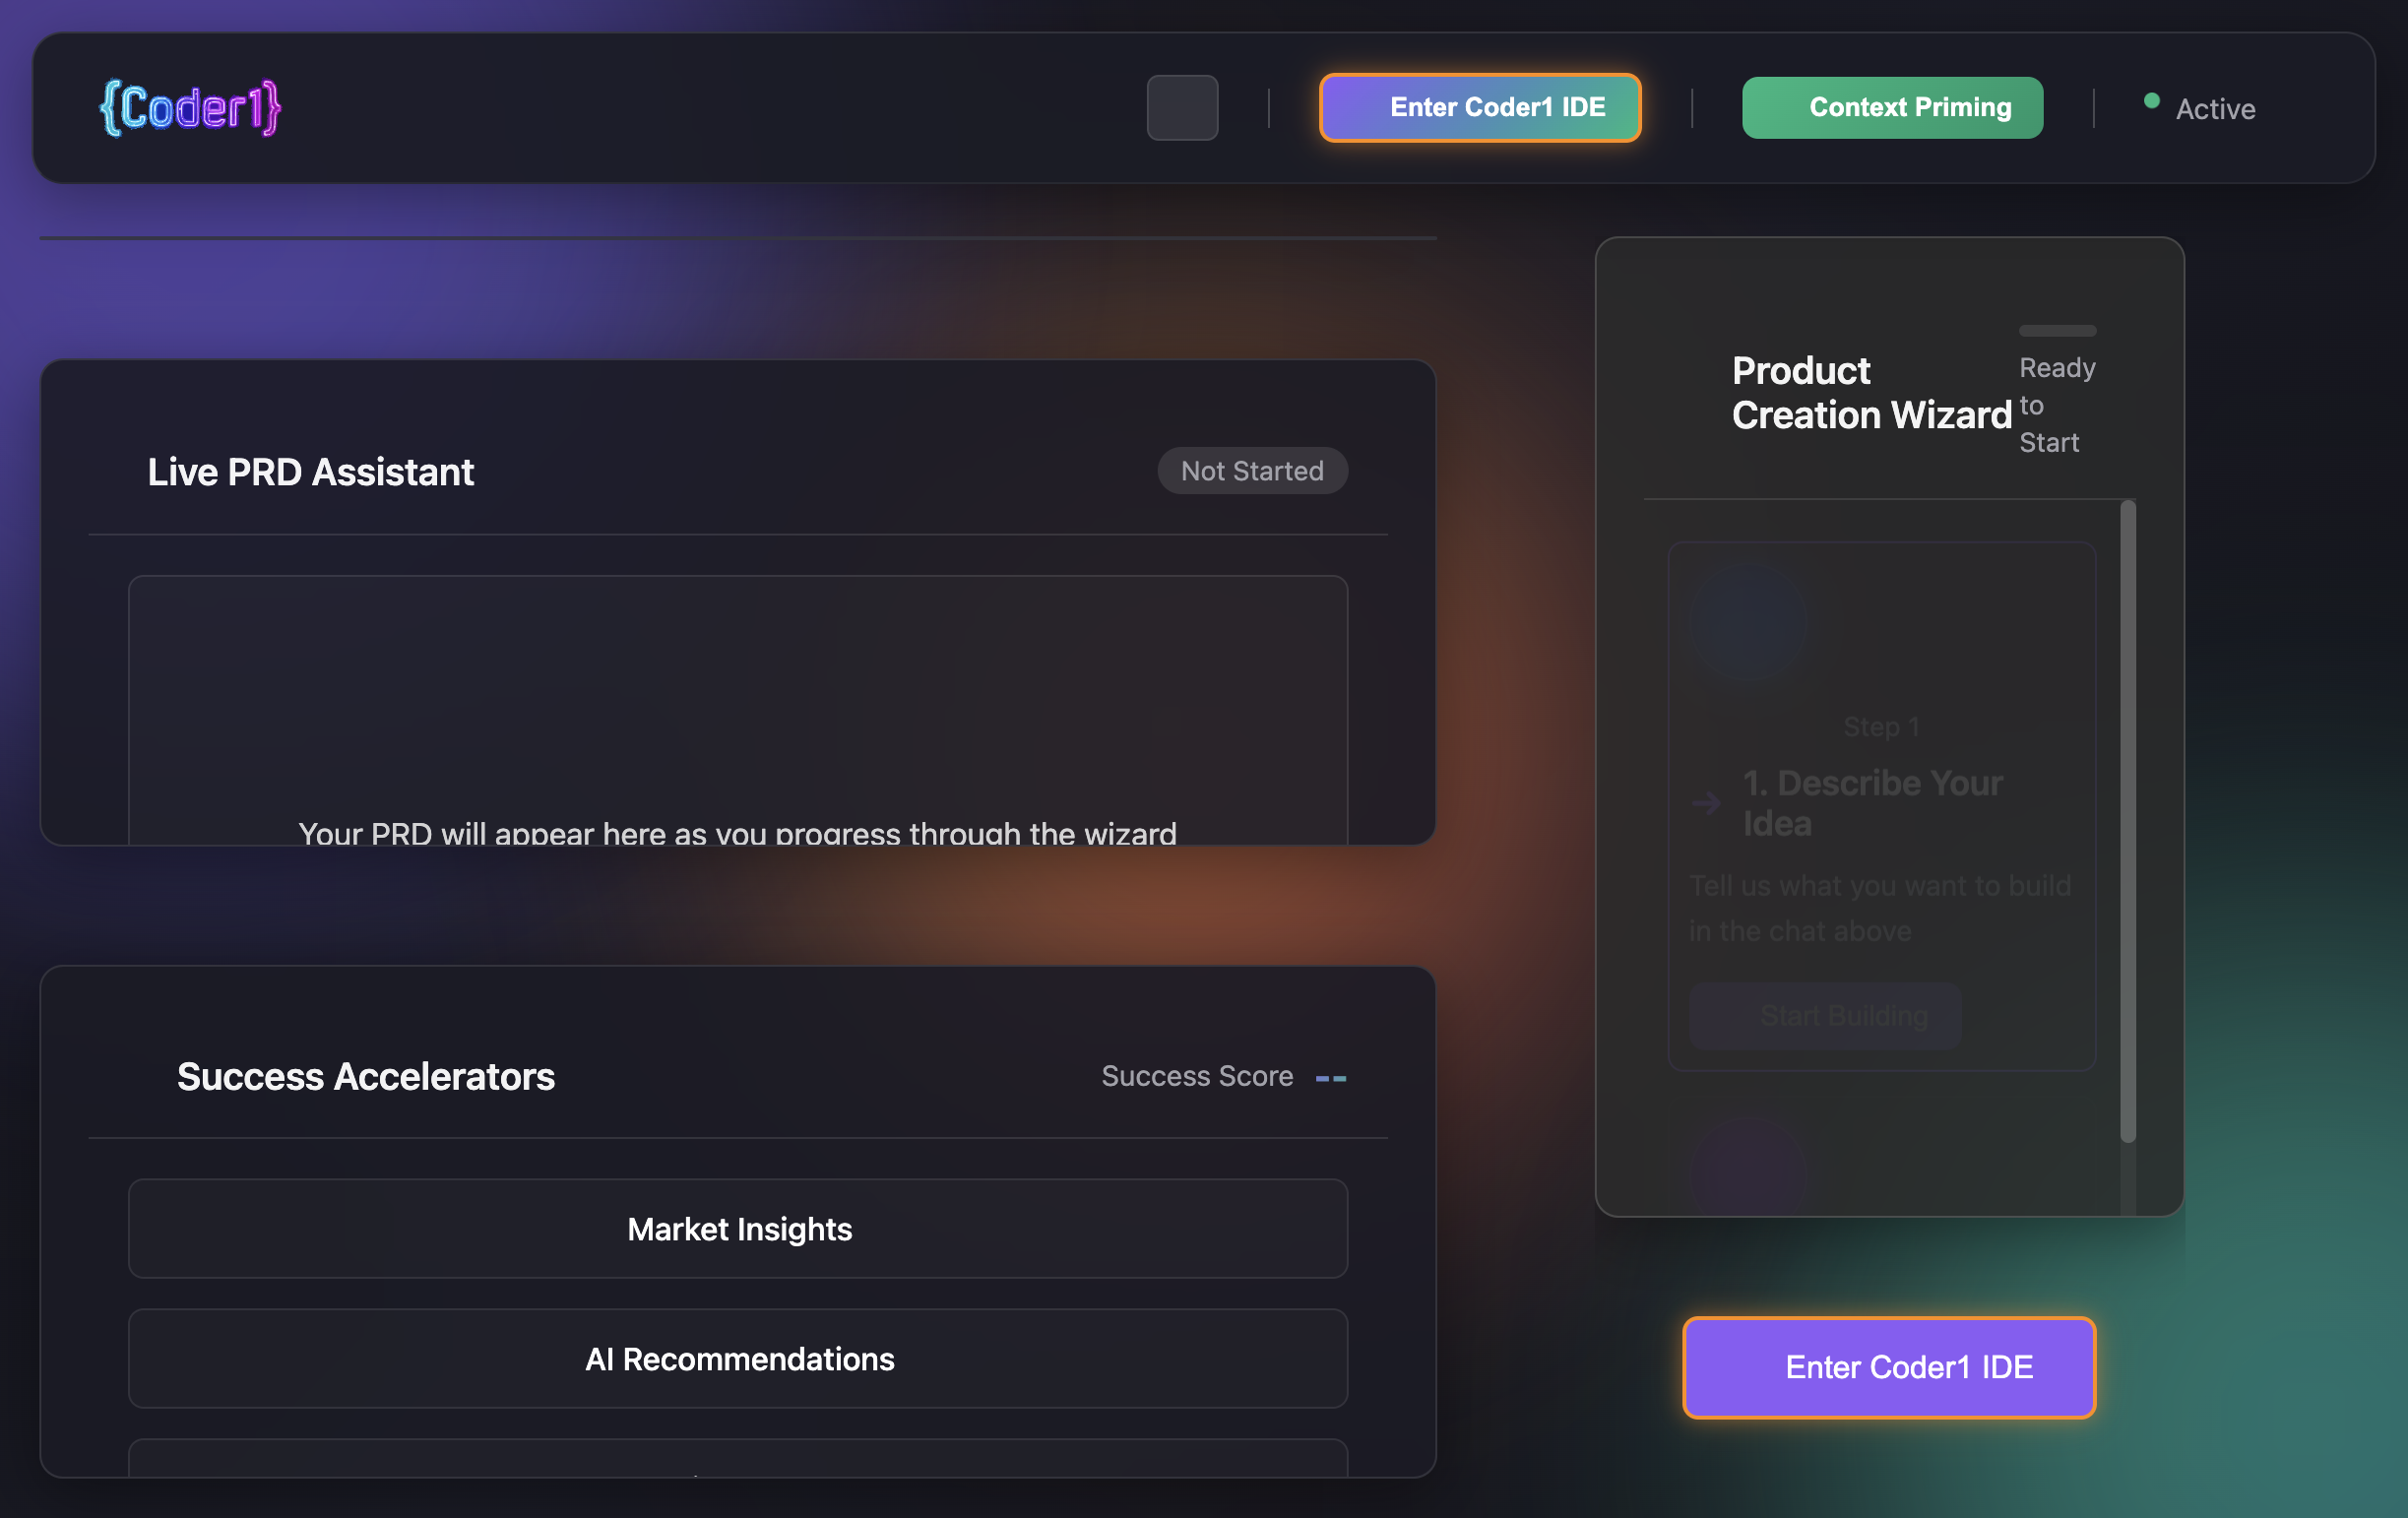 {Coder1}
Enter Coder1 IDE
Context Priming
Active
Live PRD Assistant
Not Started
Your PRD will appear here as you progress through the wizard
Success Accelerators
Success Score --
Market Insights
AI Recommendations
Product
Creation Wizard
Ready
to
Start
Step 1
→ 1. Describe Your
Idea
Tell us what you want to build
in the chat above
Start Building
Enter Coder1 IDE